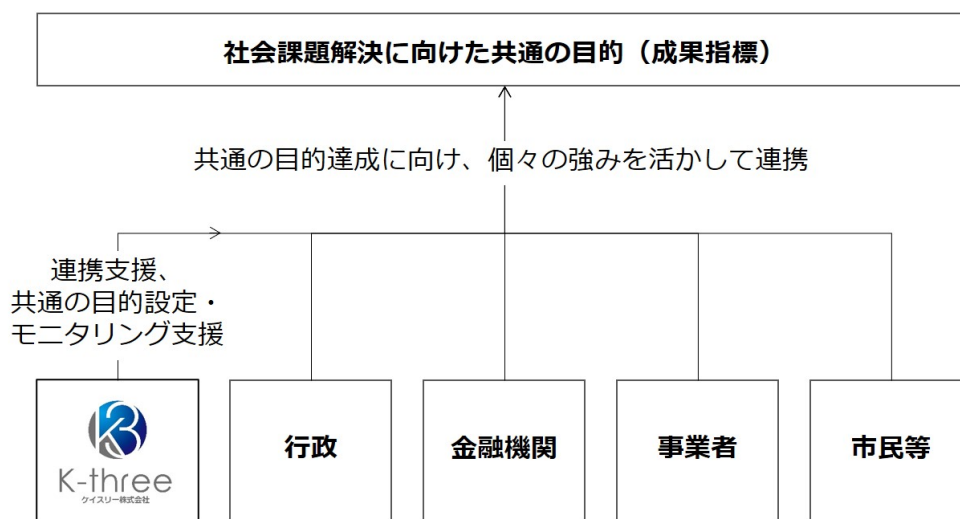 社会課題解決に向けた共通の目的（成果指標）
共通の目的達成に向け、個々の強みを活かして連携
連携支援、
共通の目的設定・
モニタリング支援
K-three
ケイスリー株式会社
行政
金融機関
事業者
市民等